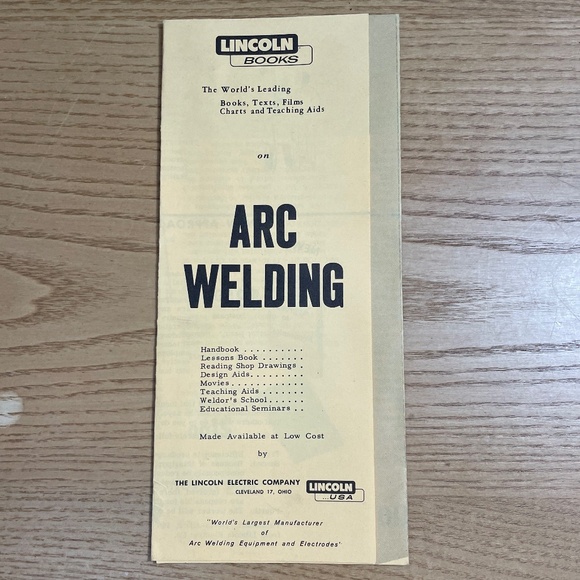 LINCOLN
BOOKS
The World's Leading
Books, Texts, Films
Charts and Teaching Aids
on
ARC
WELDING
Handbook . . . . . . . . . .
Lessons Book . . . . . . .
Reading Shop Drawings .
Design Aids. . . . . . . . .
Movies . . . . . . . . . . . .
Teaching Aids . . . . . . .
Weldor's School . . . . .
Educational Seminars . .
Made Available at Low Cost
by
THE LINCOLN ELECTRIC COMPANY
CLEVELAND 17, OHIO
LINCOLN
...USA
"World's Largest Manufacturer
of
Arc Welding Equipment and Electrodes"